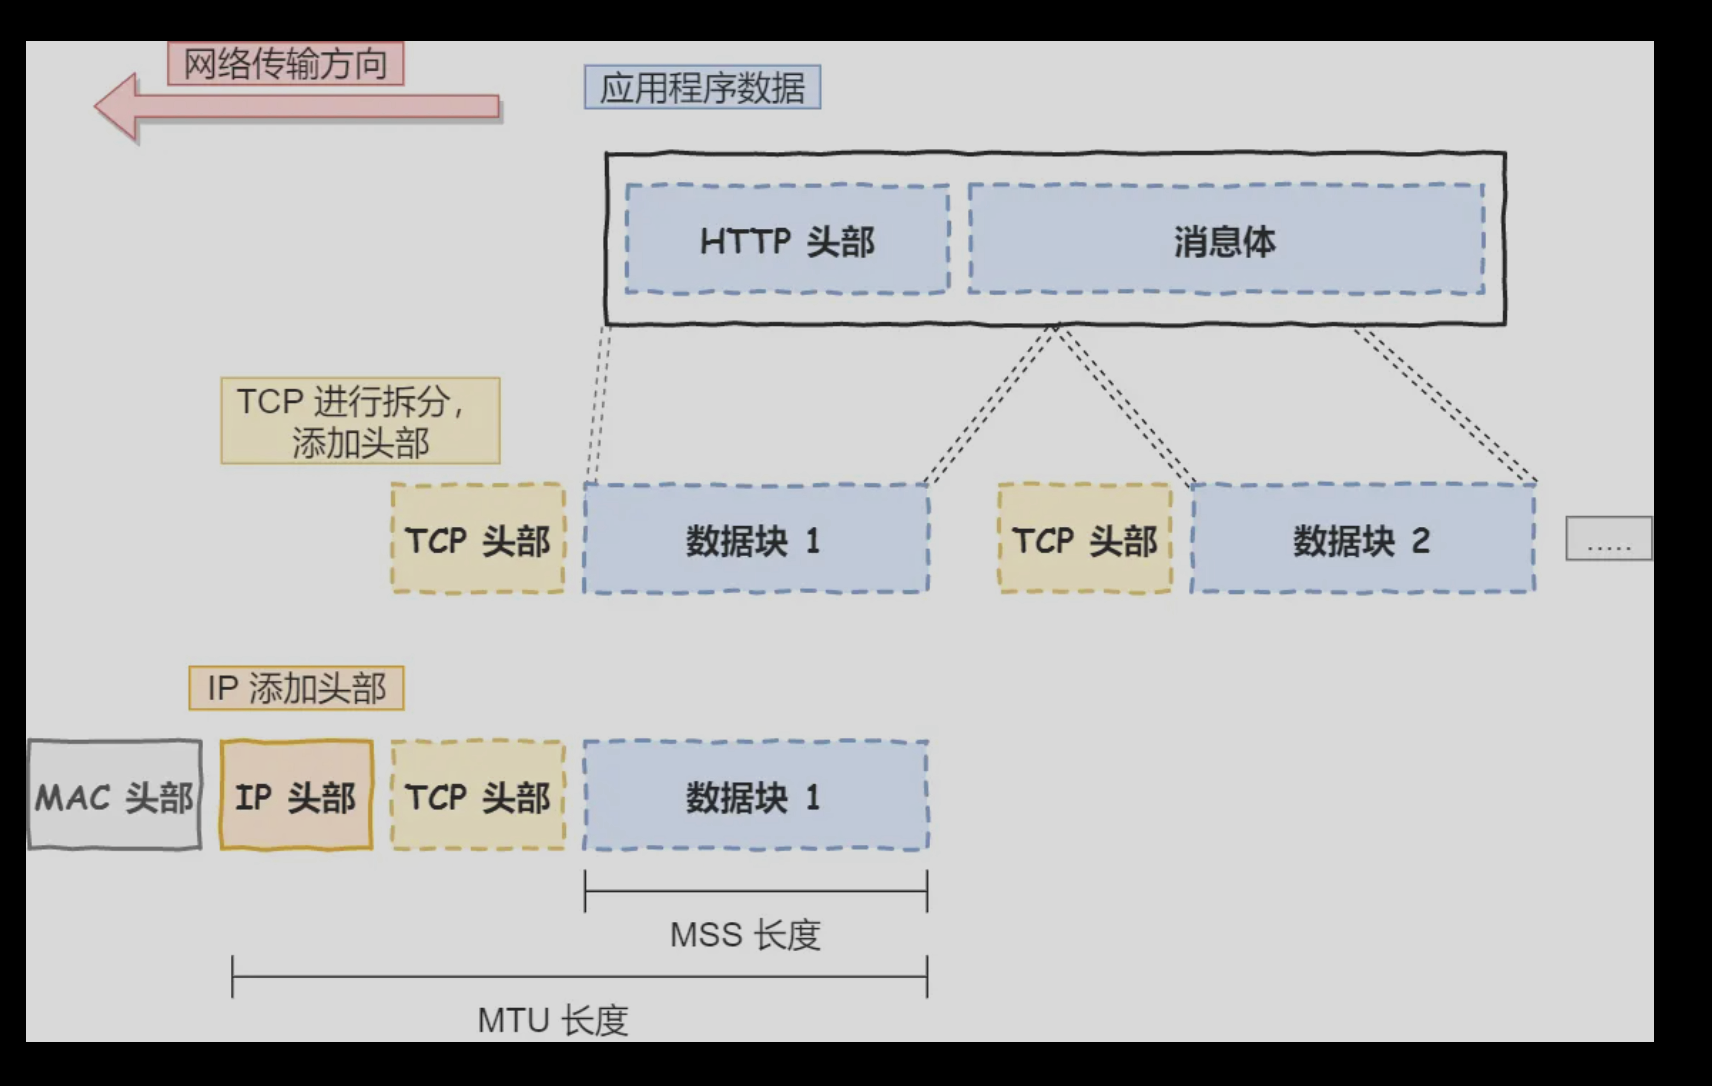 网络传输方向
应用程序数据
HTTP 头部
消息体
TCP 进行拆分，
添加头部
TCP 头部
数据块 1
TCP 头部
数据块 2
.....
IP 添加头部
MAC 头部
IP 头部
TCP 头部
数据块 1
MSS 长度
MTU 长度